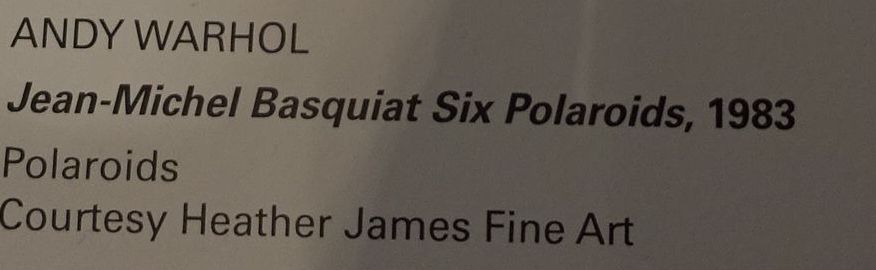 ANDY WARHOL
Jean-Michel Basquiat Six Polaroids, 1983
Polaroids
Courtesy Heather James Fine Art